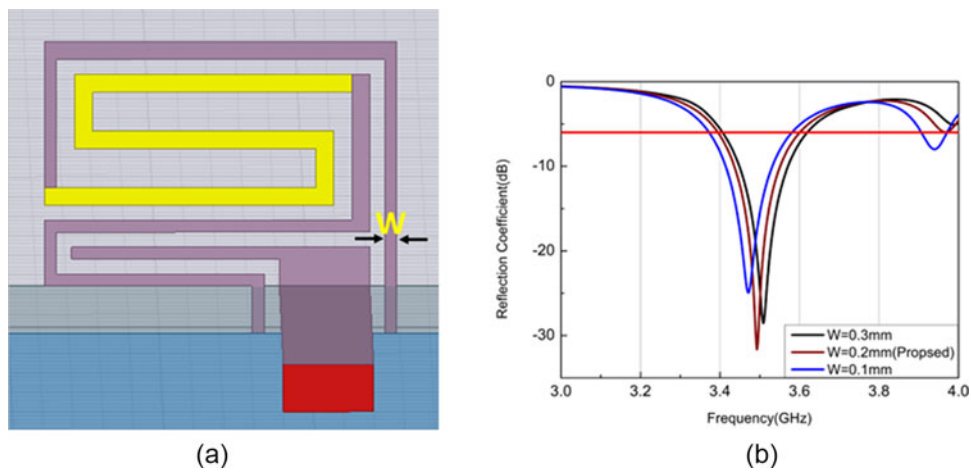 W
(a)
0
-10
-20
-30
Reflection Coefficient(dB)
W=0.3mm
W=0.2mm(Propsed)
W=0.1mm
3.0 3.2 3.4 3.6 3.8 4.0
Frequency(GHz)
(b)